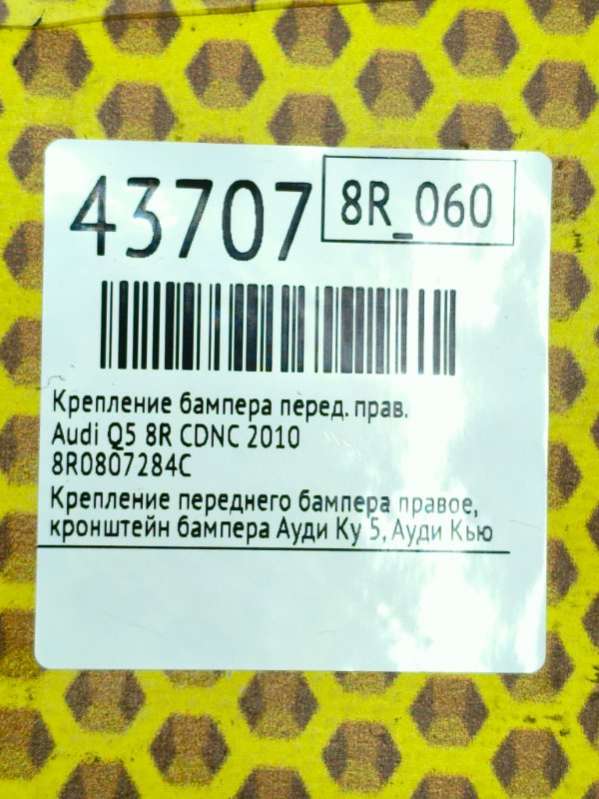 43707
8R_060
Крепление бампера перед. прав.
Audi Q5 8R CDNC 2010
8R0807284C
Крепление переднего бампера правое,
кронштейн бампера Ауди Ку 5, Ауди Кью